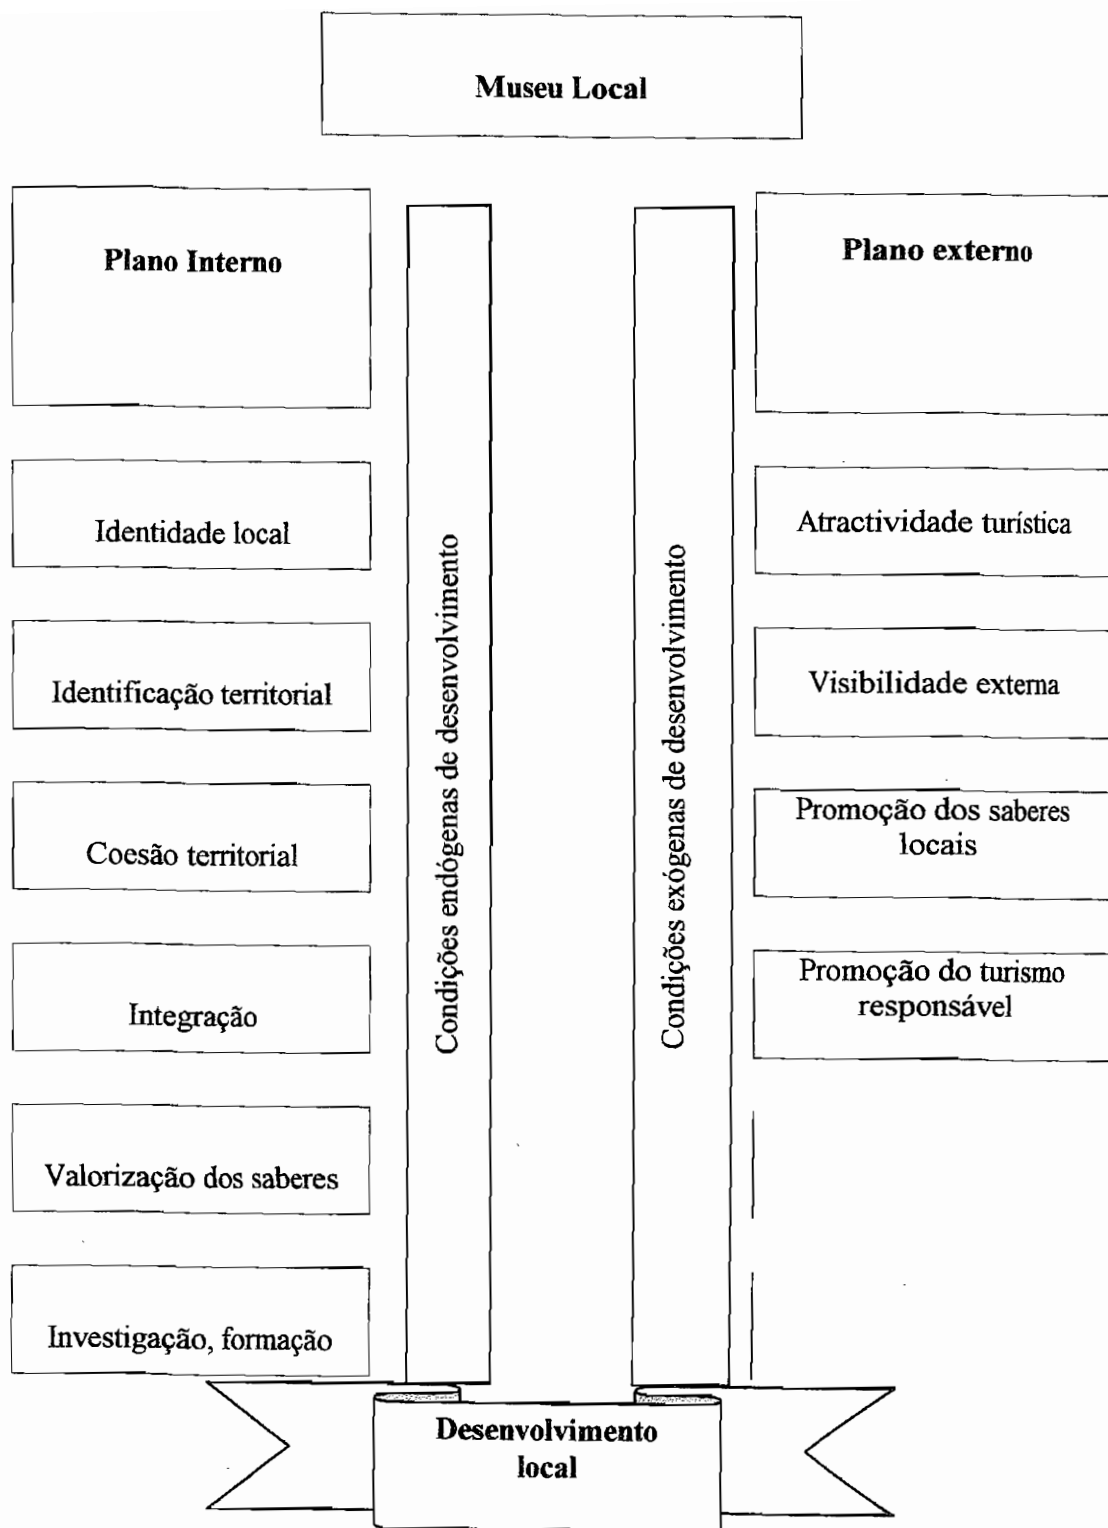 Museu Local
Plano Interno
Identidade local
Identificação territorial
Coesão territorial
Integração
Valorização dos saberes
Investigação, formação
Condições endógenas de desenvolvimento
Condições exógenas de desenvolvimento
Plano externo
Atractividade turística
Visibilidade externa
Promoção dos saberes
locais
Promoção do turismo
responsável
Desenvolvimento
local